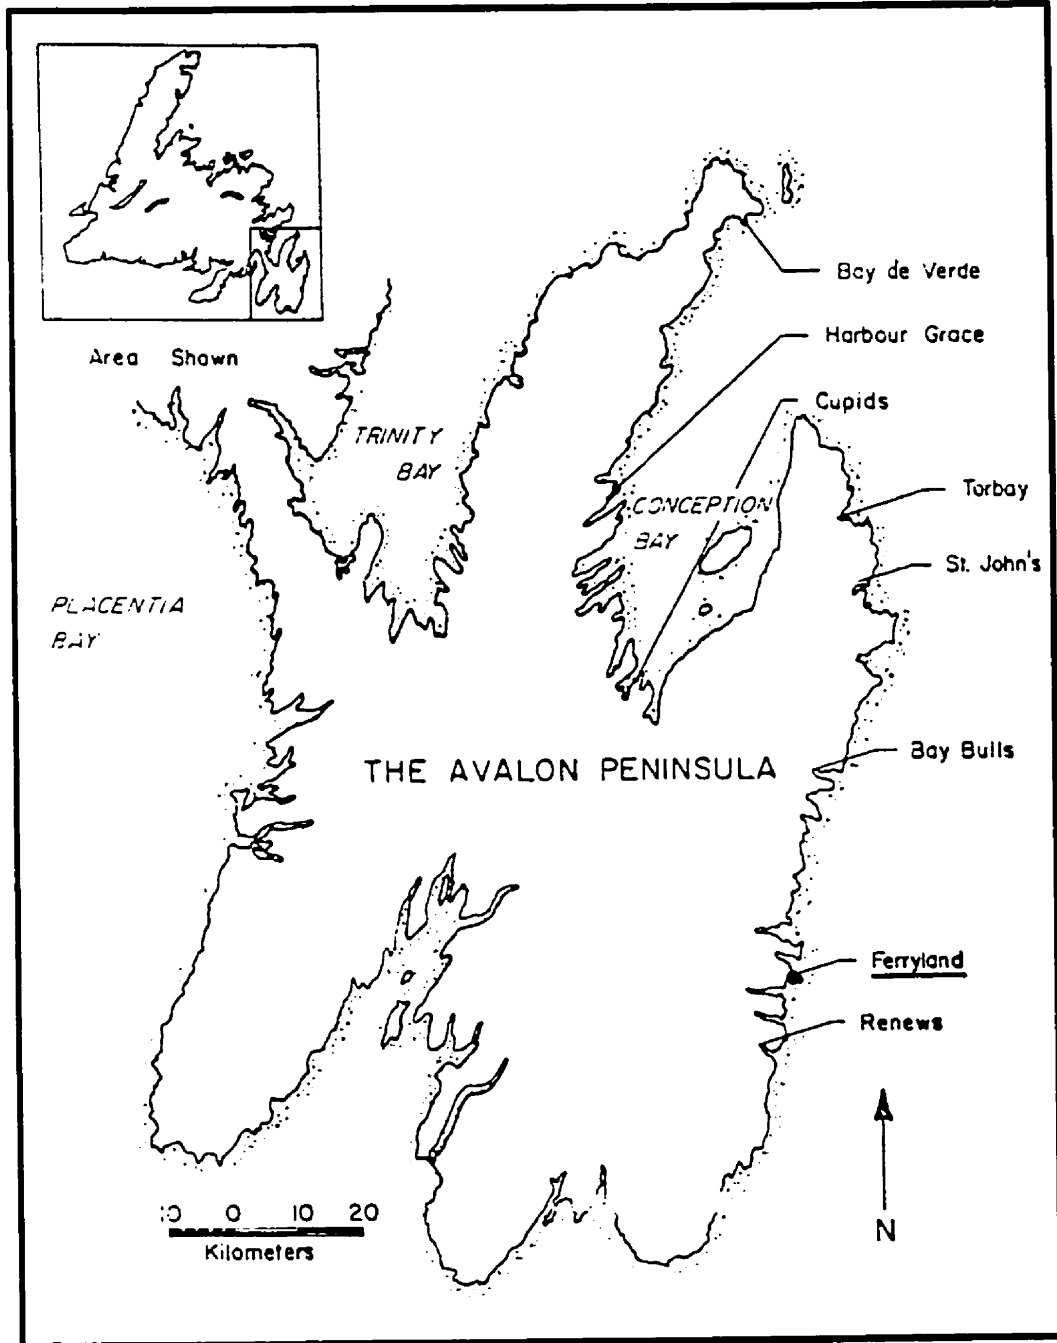 Area Shown
Bay de Verde
Harbour Grace
Cupids
TRINITY
BAY
Torbay
CONCEPTION
BAY
St. John's
PLACENTIA
BAY
Bay Bulls
THE AVALON PENINSULA
Ferryland
Renews
10 0 10 20
Kilometers
N